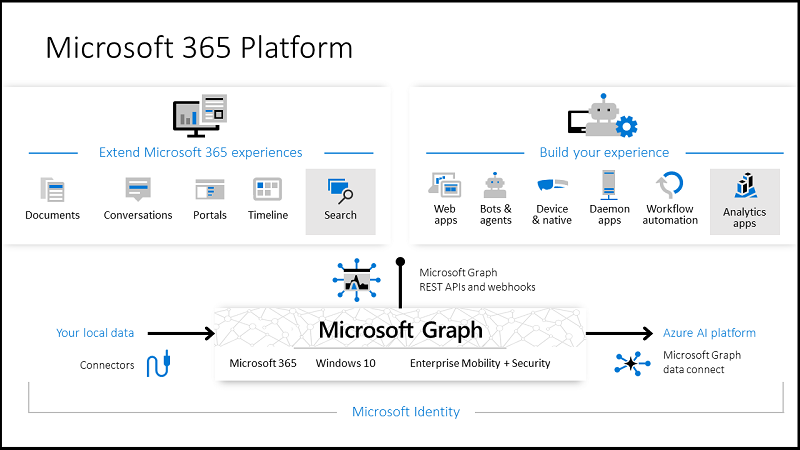 Microsoft 365 Platform
Extend Microsoft 365 experiences
Documents
Conversations
Portals
Timeline
Search
Build your experience
Web
apps
Bots &
agents
Device
& native
Daemon
apps
Workflow
automation
Analytics
apps
Microsoft Graph
REST APIs and webhooks
Your local data
Connectors
Microsoft Graph
Microsoft 365
Windows 10
Enterprise Mobility + Security
Azure AI platform
Microsoft Graph
data connect
Microsoft Identity